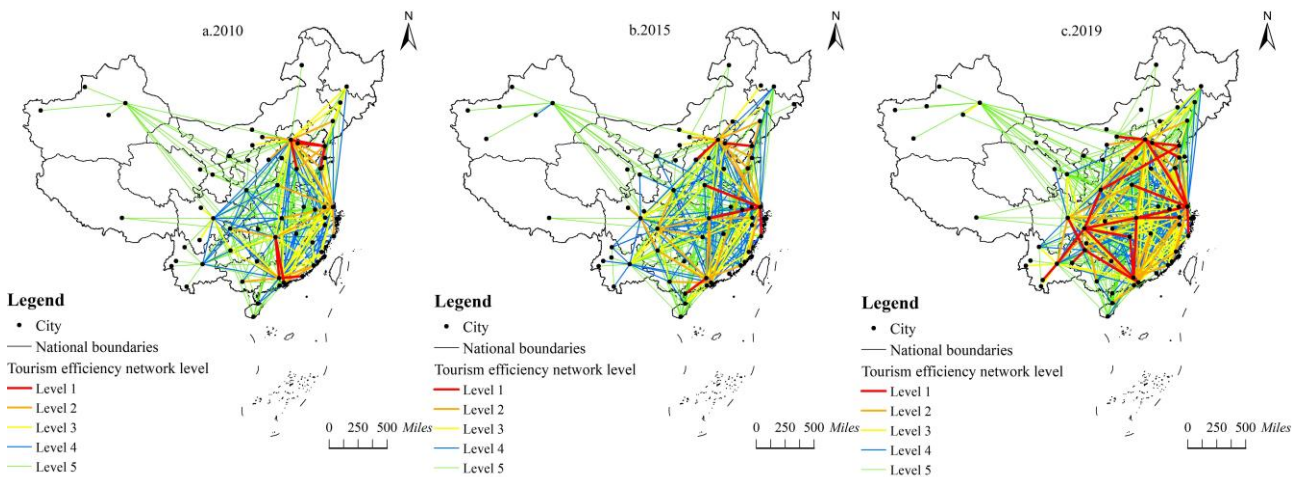 a.2010
N
Legend
City
National boundaries
Tourism efficiency network level
Level 1
Level 2
Level 3
Level 4
Level 5
0 250 500 Miles
b.2015
N
Legend
City
National boundaries
Tourism efficiency network level
Level 1
Level 2
Level 3
Level 4
Level 5
0 250 500 Miles
c.2019
N
Legend
City
National boundaries
Tourism efficiency network level
Level 1
Level 2
Level 3
Level 4
Level 5
0 250 500 Miles